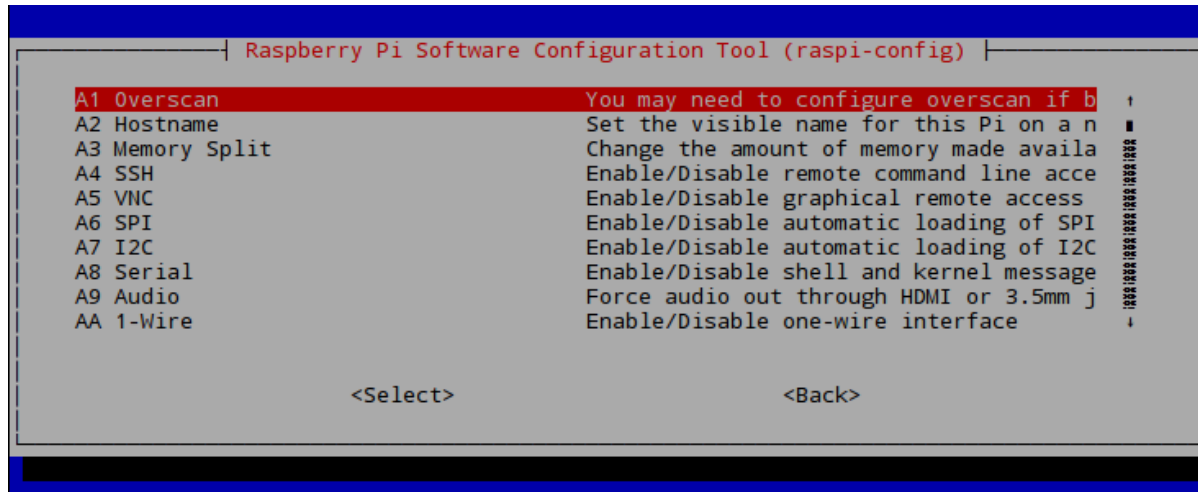 Raspberry Pi Software Configuration Tool (raspi-config)
A1 Overscan You may need to configure overscan if b
A2 Hostname Set the visible name for this Pi on a n
A3 Memory Split Change the amount of memory made availa
A4 SSH Enable/Disable remote command line acce
A5 VNC Enable/Disable graphical remote access
A6 SPI Enable/Disable automatic loading of SPI
A7 I2C Enable/Disable automatic loading of I2C
A8 Serial Enable/Disable shell and kernel message
A9 Audio Force audio out through HDMI or 3.5mm j
AA 1-Wire Enable/Disable one-wire interface
<Select> <Back>